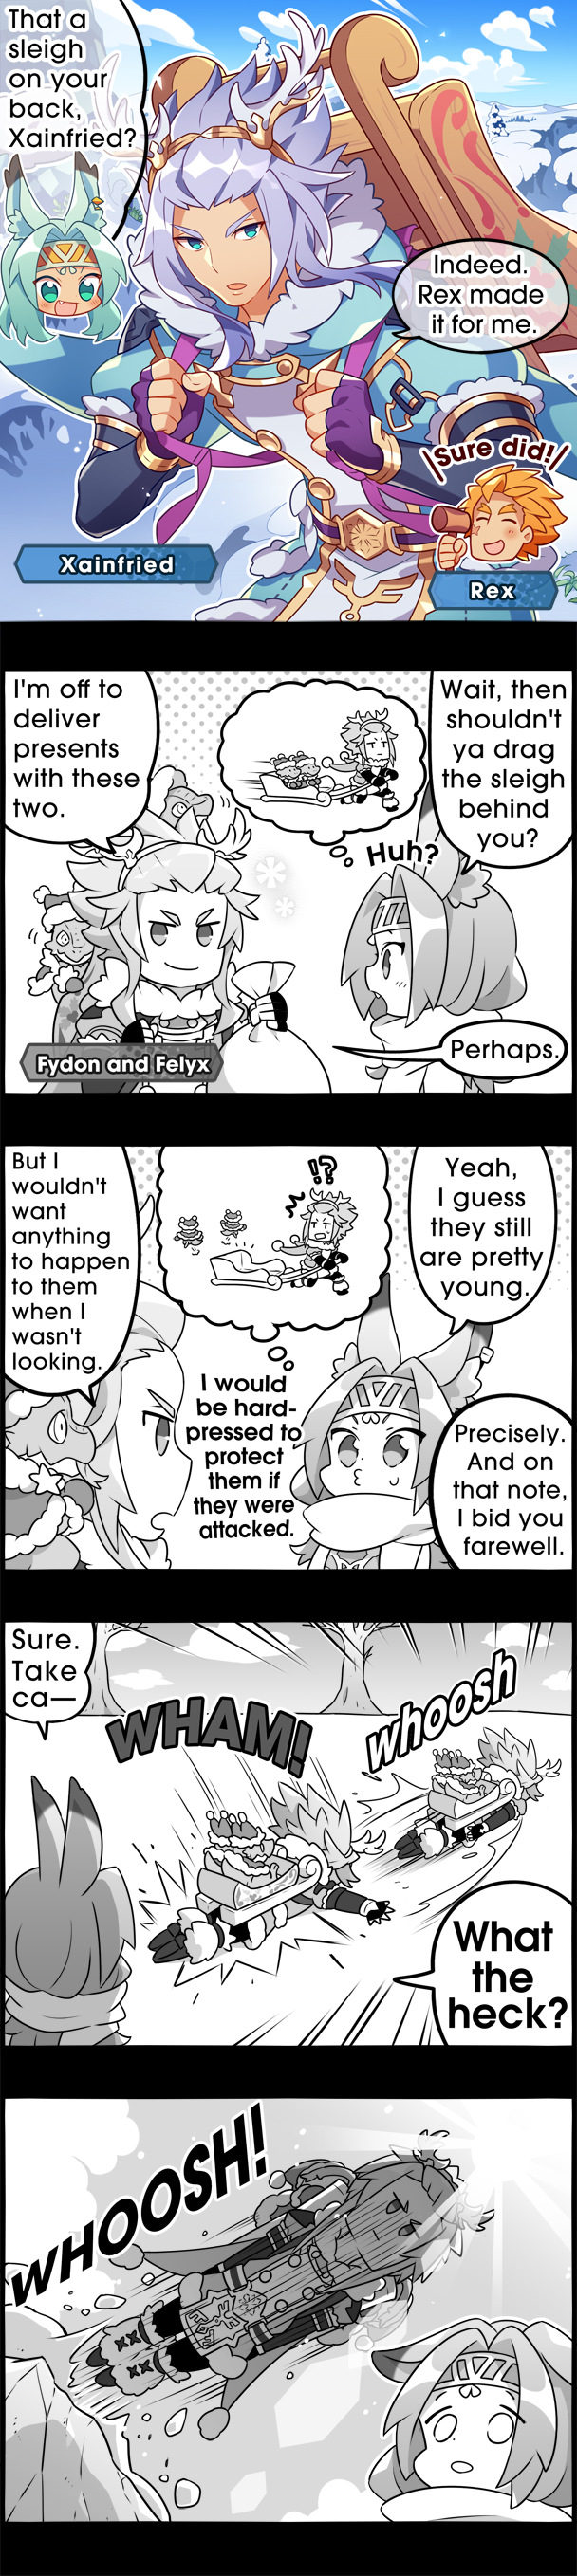 That a
sleigh
on your
back,
Xainfried?
Indeed.
Rex made
it for me.
\Sure did!/
Xainfried
Rex
I'm off to
deliver
presents
with these
two.
Wait, then
shouldn't
ya drag
the sleigh
behind
you?
Huh?
Fydon and Felyx
Perhaps.
But I
wouldn't
want
anything
to happen
to them
when I
wasn't
looking.
!?
Yeah,
I guess
they still
are pretty
young.
I would
be hard-
pressed to
protect
them if
they were
attacked.
Precisely.
And on
that note,
I bid you
farewell.
Sure.
Take
ca—
WHAM!
whoosh
What
the
heck?
WHOOSH!